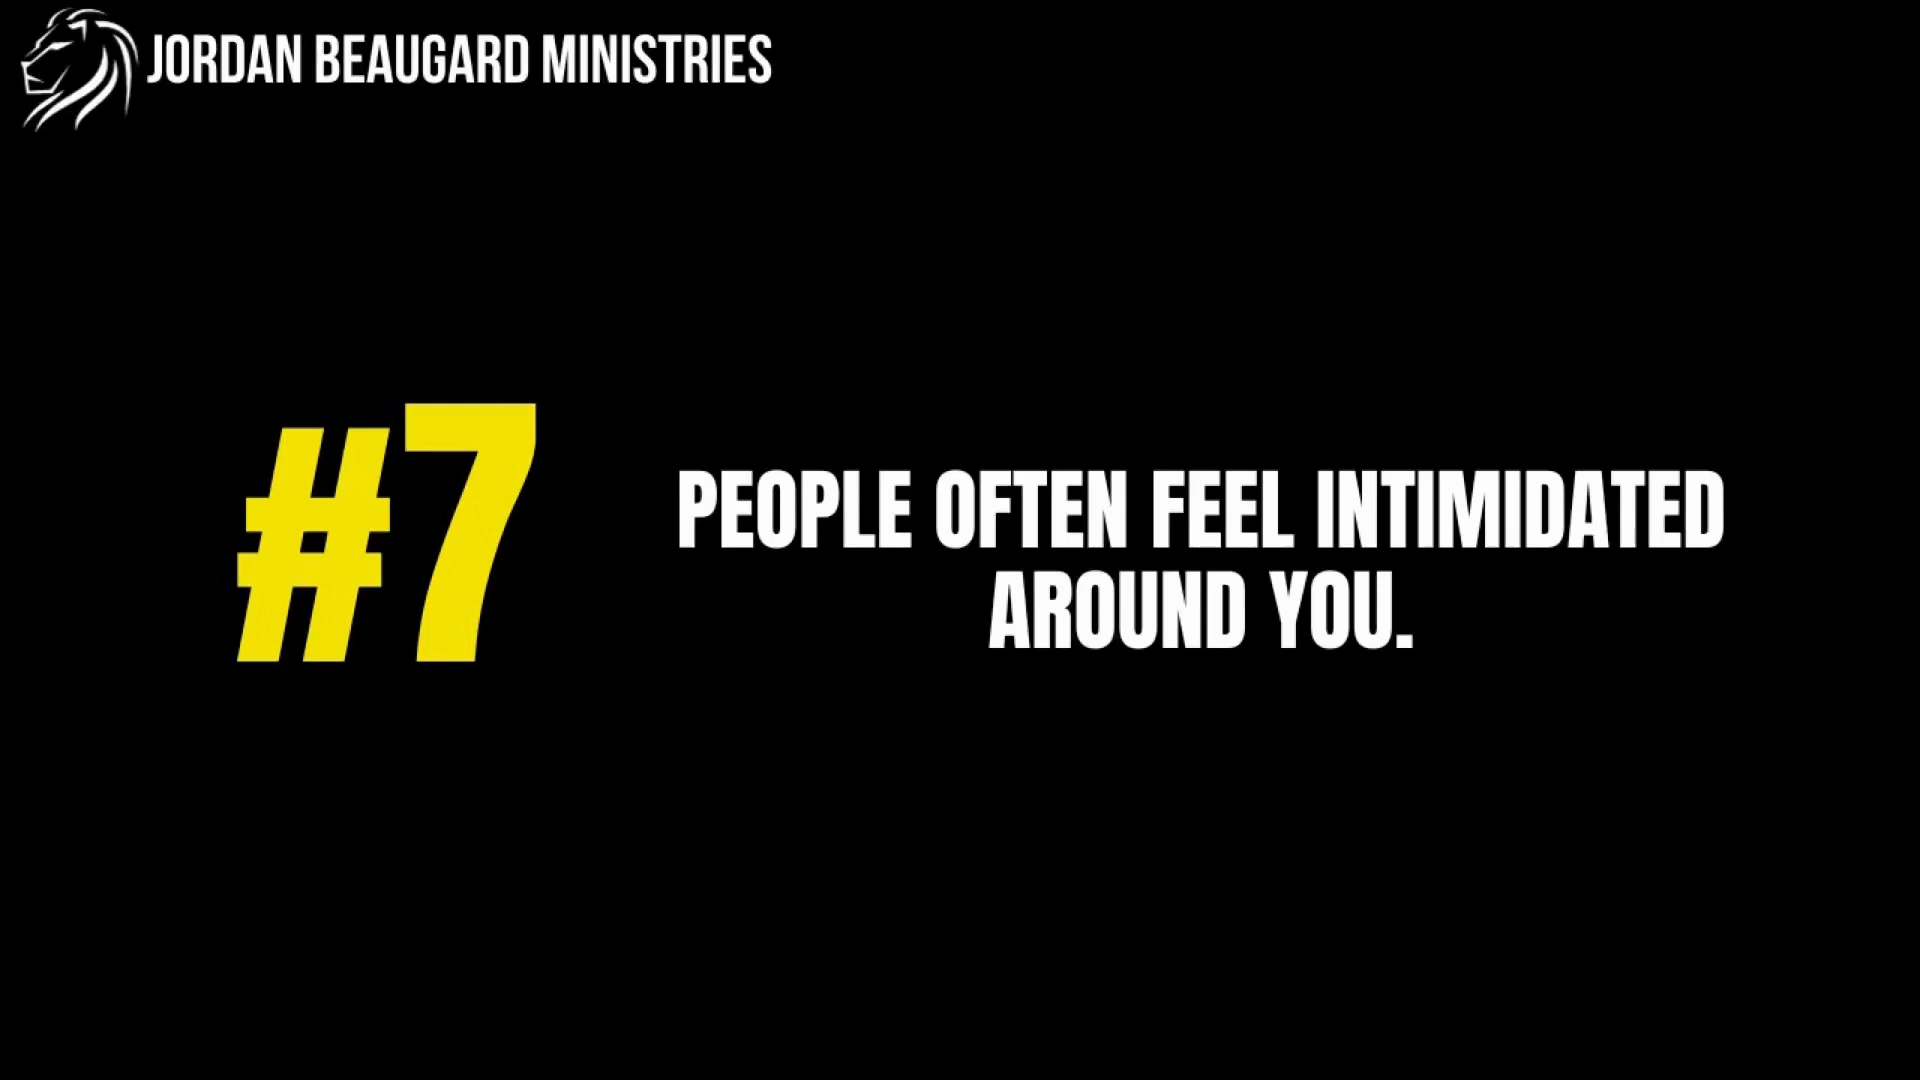 JORDAN BEAUGARD MINISTRIES
#7
PEOPLE OFTEN FEEL INTIMIDATED
AROUND YOU.